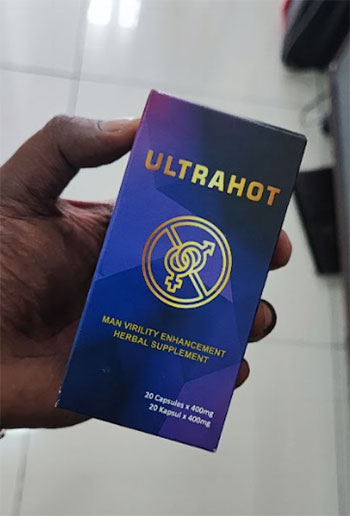 ULTRAHOT
MAN VIRILITY ENHANCEMENT
HERBAL SUPPLEMENT
20 Capsules x 400mg
20 Kapsul x 400mg